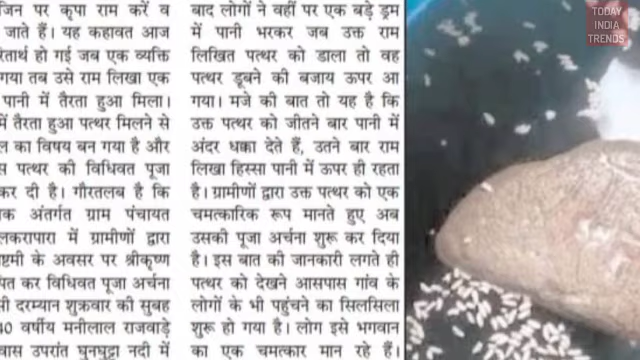 जिन पर कृपा राम करें व
जाते हैं। यह कहावत आज
रितार्थ हो गई जब एक व्यक्ति
गया तब उसे राम लिखा एक
पानी में तैरता हुआ मिला।
में तैरता हुआ पत्थर मिलने से
ल का विषय बन गया है और
स पत्थर की विधिवत पूजा
कर दी है। गौरतलब है कि
क अंतर्गत ग्राम पंचायत
लकरापारा में ग्रामीणों द्वारा
ष्टमी के अवसर पर श्रीकृष्ण
पित कर विधिवत पूजा अर्चना
सी दरम्यान शुक्रवार की सुबह
40 वर्षीय मनीलाल राजवाड़े
वास उपरांत घुनघुट्टा नदी में
बाद लोगों ने वहीं पर एक बड़े ड्रम
में पानी भरकर जब उक्त राम
लिखित पत्थर को डाला तो वह
पत्थर डूबने की बजाय ऊपर आ
गया। मजे की बात तो यह है कि
उक्त पत्थर को जीतने बार पानी में
अंदर धक्का देते हैं, उतने बार राम
लिखा हिस्सा पानी में ऊपर ही रहता
है। ग्रामीणों द्वारा उक्त पत्थर को एक
चमत्कारिक रूप मानते हुए अब
उसकी पूजा अर्चना शुरू कर दिया
है। इस बात की जानकारी लगते ही
पत्थर को देखने आसपास गांव के
लोगों के भी पहुंचने का सिलसिला
शुरू हो गया है। लोग इसे भगवान
का एक चमत्कार मान रहे हैं।
TODAY
INDIA
TRENDS